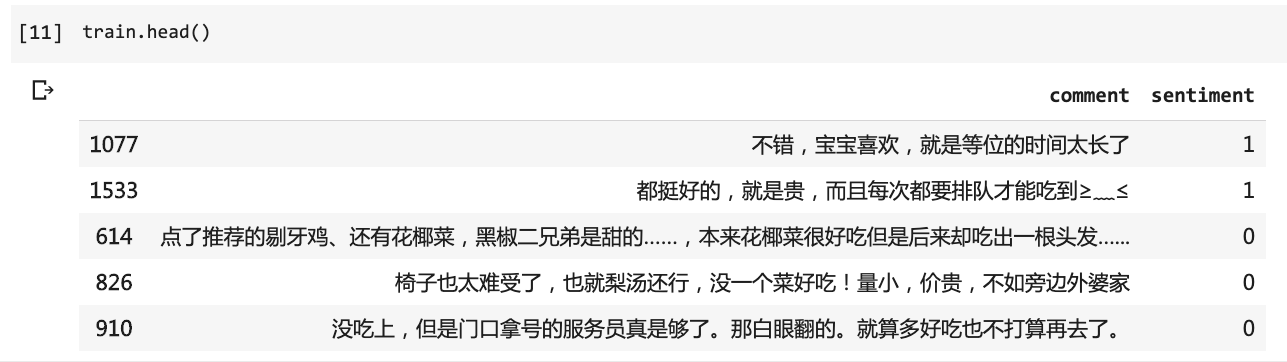 [11] train.head()
comment sentiment
1077 不错，宝宝喜欢，就是等位的时间太长了 1
1533 都挺好的，就是贵，而且每次都要排队才能吃到≥﹏≤ 1
614 点了推荐的剔牙鸡、还有花椰菜，黑椒二兄弟是甜的……，本来花椰菜很好吃但是后来却吃出一根头发…… 0
826 椅子也太难受了，也就梨汤还行，没一个菜好吃！量小，价贵，不如旁边外婆家 0
910 没吃上，但是门口拿号的服务员真是够了。那白眼翻的。就算多好吃也不打算再去了。 0